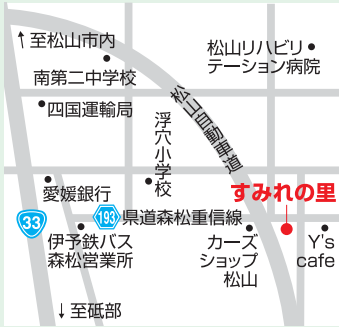 ↑至松山市内
松山リハビリ
テーション病院
南第二中学校
四国運輸局
松山自動車道
浮穴小学校
愛媛銀行
すみれの里
33
193 県道森松重信線
伊予鉄バス
森松営業所
カーズ
ショップ
松山
Y's
cafe
↓至砥部